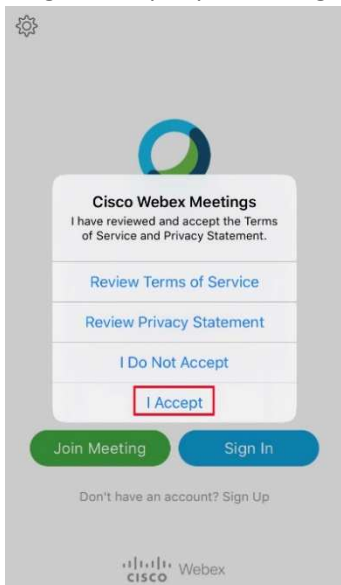 Cisco Webex Meetings
I have reviewed and accept the Terms
of Service and Privacy Statement.
Review Terms of Service
Review Privacy Statement
I Do Not Accept
I Accept
Join Meeting
Sign In
Don't have an account? Sign Up
CISCO Webex